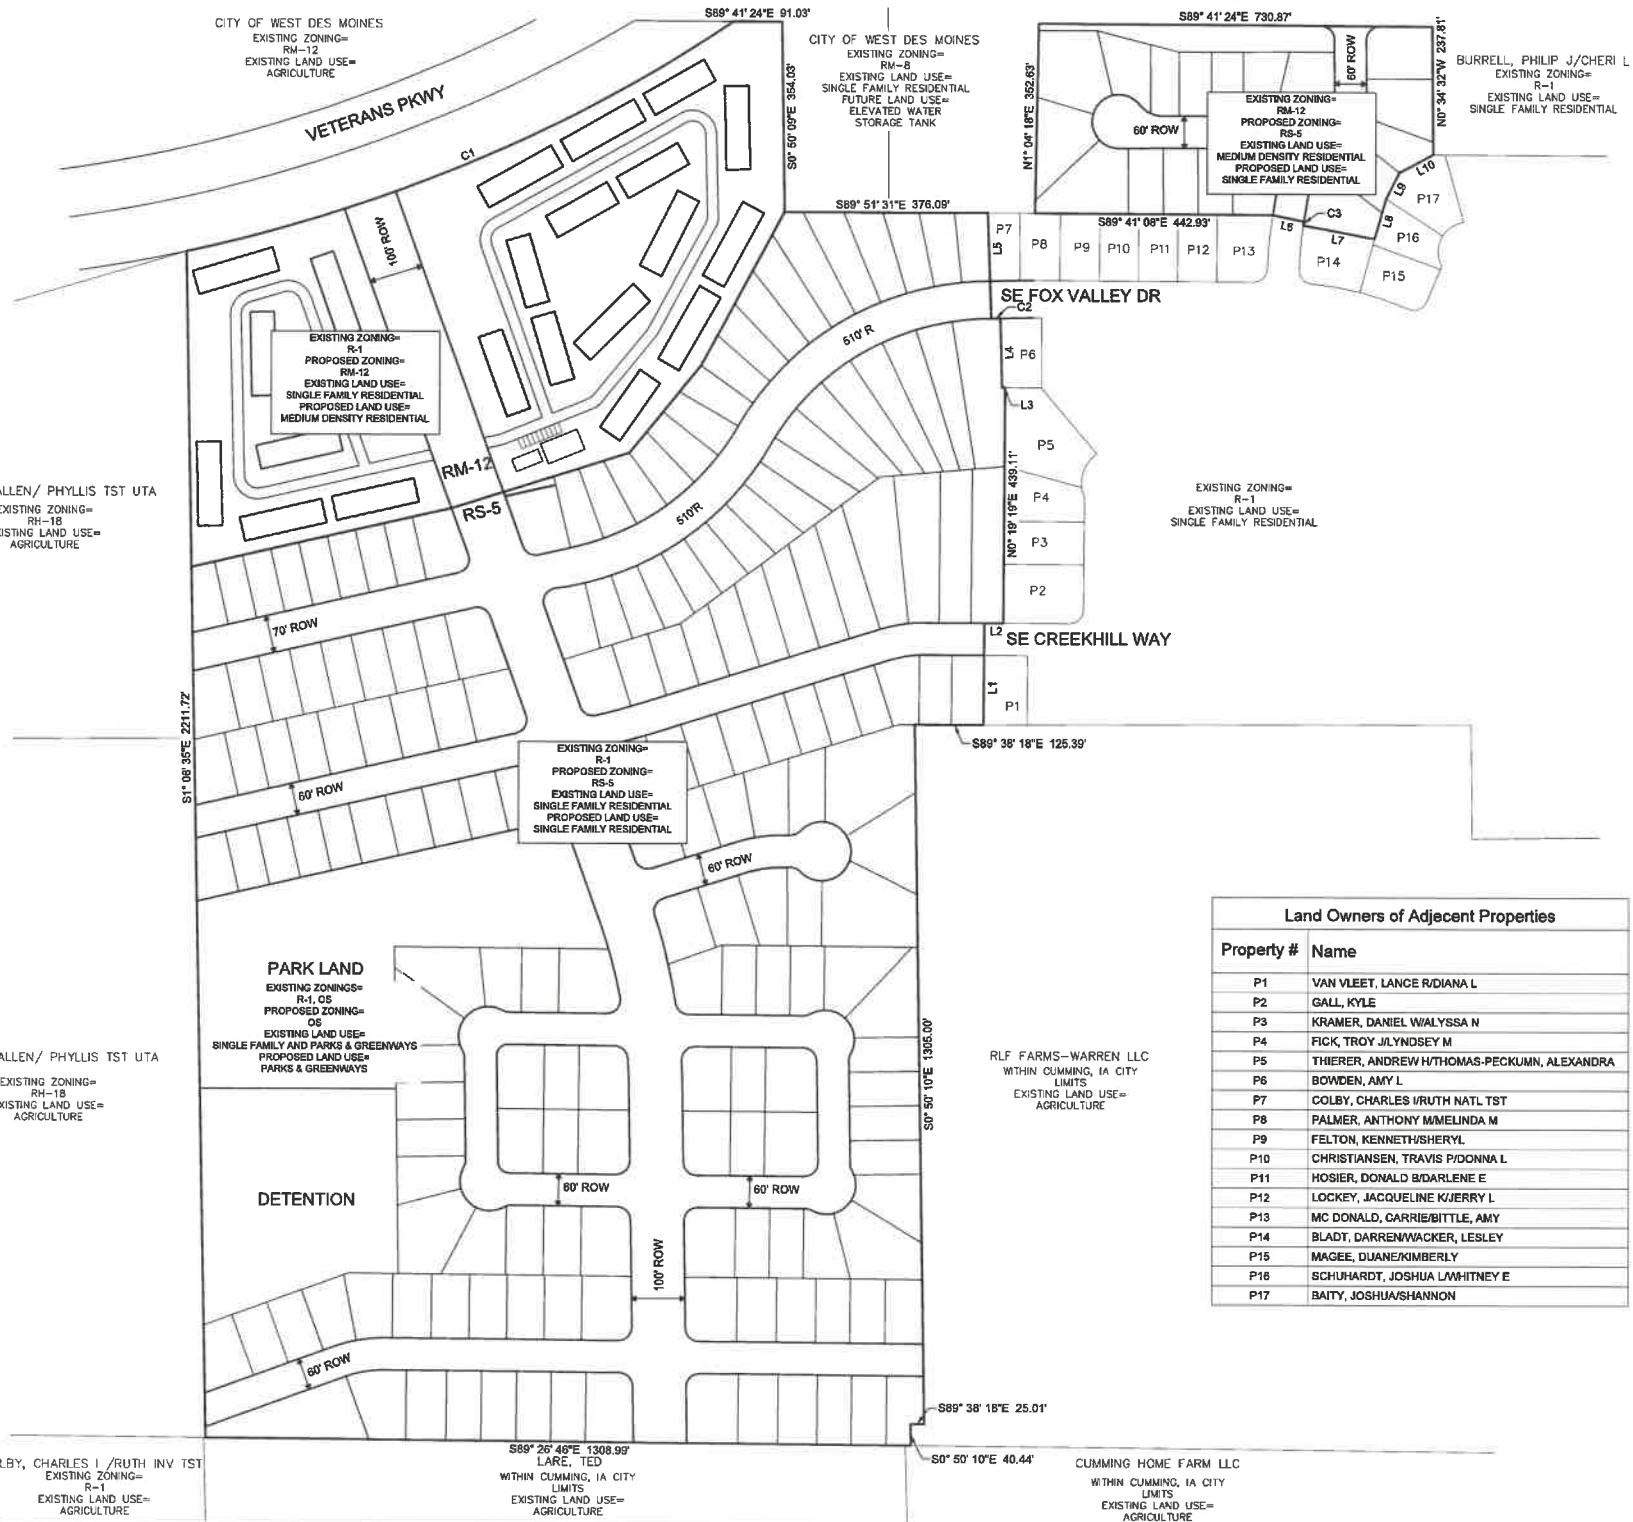 CITY OF WEST DES MOINES
EXISTING ZONING=
RM-12
EXISTING LAND USE=
AGRICULTURE
VETERANS PKWY
C1
S89° 41' 24"E 91.03'
S0° 50' 09"E 354.03'
CITY OF WEST DES MOINES
EXISTING ZONING=
RM-8
EXISTING LAND USE=
SINGLE FAMILY RESIDENTIAL
FUTURE LAND USE=
ELEVATED WATER
STORAGE TANK
S89° 51' 31"E 376.09'
S89° 41' 24"E 730.87'
N1° 04' 18"E 352.63'
60' ROW
60' ROW
EXISTING ZONING=
RM-12
PROPOSED ZONING=
RS-5
EXISTING LAND USE=
MEDIUM DENSITY RESIDENTIAL
PROPOSED LAND USE=
SINGLE FAMILY RESIDENTIAL
N0° 34' 32"W 237.81'
BURRELL, PHILIP J/CHERI L
EXISTING ZONING=
R-1
EXISTING LAND USE=
SINGLE FAMILY RESIDENTIAL
S89° 41' 08"E 442.93'
L6
C3
L7
L8
L9
L10
P7
P8
P9
P10
P11
P12
P13
P14
P15
P16
P17
L5
SE FOX VALLEY DR
C2
L4
P6
L3
P5
N0° 19' 19"E 439.11'
P4
P3
P2
L2
SE CREEKHILL WAY
L1
P1
S89° 38' 18"E 125.39'
EXISTING ZONING=
R-1
EXISTING LAND USE=
SINGLE FAMILY RESIDENTIAL
100' ROW
EXISTING ZONING=
R-1
PROPOSED ZONING=
RM-12
EXISTING LAND USE=
SINGLE FAMILY RESIDENTIAL
PROPOSED LAND USE=
MEDIUM DENSITY RESIDENTIAL
RM-12
RS-5
510' R
510'R
ALLEN/ PHYLLIS TST UTA
EXISTING ZONING=
RH-18
EXISTING LAND USE=
AGRICULTURE
70' ROW
S1° 08' 35"E 2211.72'
60' ROW
EXISTING ZONING=
R-1
PROPOSED ZONING=
RS-5
EXISTING LAND USE=
SINGLE FAMILY RESIDENTIAL
PROPOSED LAND USE=
SINGLE FAMILY RESIDENTIAL
60' ROW
PARK LAND
EXISTING ZONINGS=
R-1, OS
PROPOSED ZONING=
OS
EXISTING LAND USE=
SINGLE FAMILY AND PARKS & GREENWAYS
PROPOSED LAND USE=
PARKS & GREENWAYS
ALLEN/ PHYLLIS TST UTA
EXISTING ZONING=
RH-18
EXISTING LAND USE=
AGRICULTURE
DETENTION
60' ROW
60' ROW
100' ROW
60' ROW
S0° 50' 10"E 1305.00'
RLF FARMS-WARREN LLC
WITHIN CUMMING, IA CITY
LIMITS
EXISTING LAND USE=
AGRICULTURE
Land Owners of Adjecent Properties
Property # Name
P1 VAN VLEET, LANCE R/DIANA L
P2 GALL, KYLE
P3 KRAMER, DANIEL W/ALYSSA N
P4 FICK, TROY J/LYNDSEY M
P5 THIERER, ANDREW H/THOMAS-PECKUMN, ALEXANDRA
P6 BOWDEN, AMY L
P7 COLBY, CHARLES I/RUTH NATL TST
P8 PALMER, ANTHONY M/MELINDA M
P9 FELTON, KENNETH/SHERYL
P10 CHRISTIANSEN, TRAVIS P/DONNA L
P11 HOSIER, DONALD B/DARLENE E
P12 LOCKEY, JACQUELINE K/JERRY L
P13 MC DONALD, CARRIE/BITTLE, AMY
P14 BLADT, DARREN/WACKER, LESLEY
P15 MAGEE, DUANE/KIMBERLY
P16 SCHUHARDT, JOSHUA L/WHITNEY E
P17 BAITY, JOSHUA/SHANNON
S89° 38' 18"E 25.01'
S0° 50' 10"E 40.44'
LBY, CHARLES I /RUTH INV TST
EXISTING ZONING=
R-1
EXISTING LAND USE=
AGRICULTURE
S89° 26' 46"E 1308.99'
LARE, TED
WITHIN CUMMING, IA CITY
LIMITS
EXISTING LAND USE=
AGRICULTURE
CUMMING HOME FARM LLC
WITHIN CUMMING, IA CITY
LIMITS
EXISTING LAND USE=
AGRICULTURE